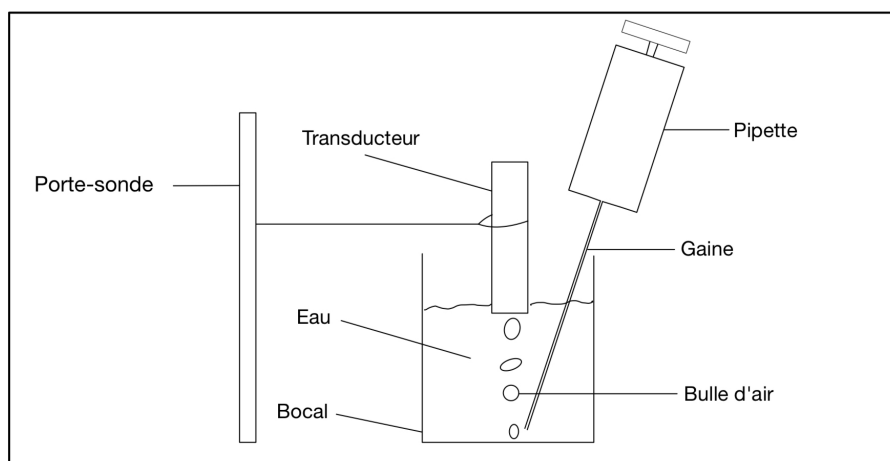 Transducteur
Pipette
Porte-sonde
Gaine
Eau
Bulle d'air
Bocal